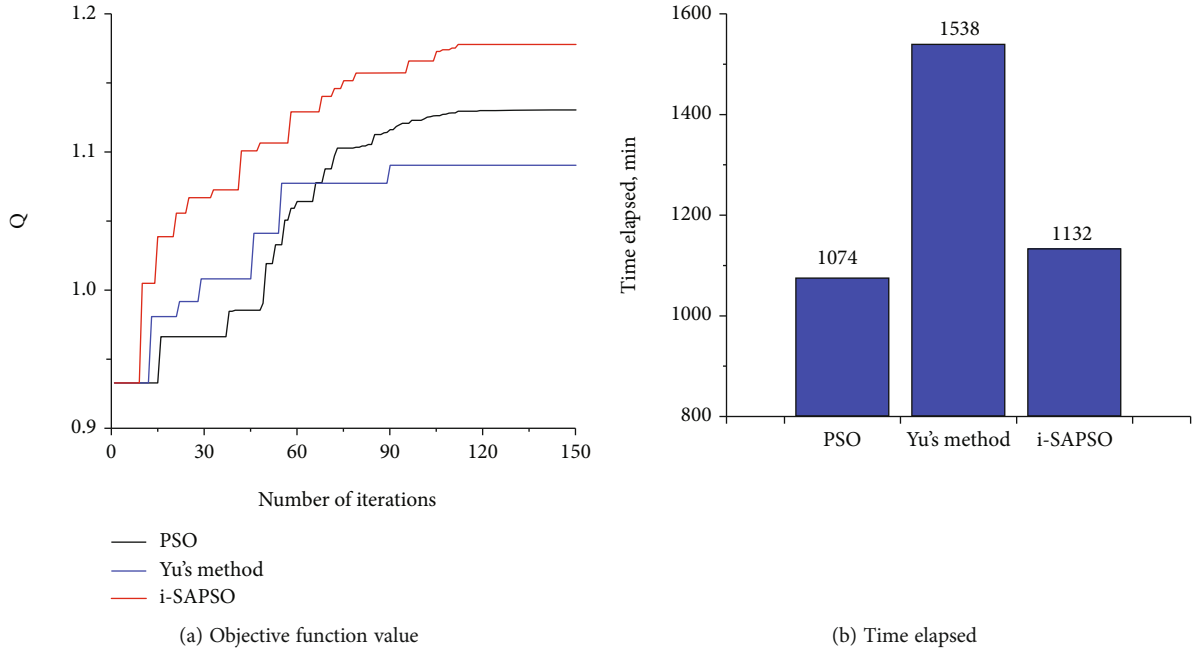 1.2
1.1
1.0
0.9
Q
0
30
60
90
120
150
Number of iterations
PSO
Yu's method
i-SAPSO
(a) Objective function value
1600
1400
1200
1000
800
Time elapsed, min
1074
1538
1132
PSO
Yu's method
i-SAPSO
(b) Time elapsed